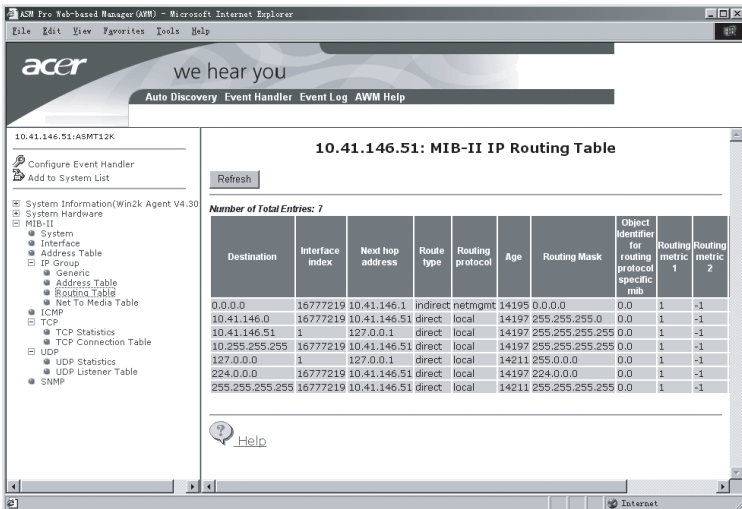 ASM Pro Web-based Manager(AWM) - Microsoft Internet Explorer
File Edit View Favorites Tools Help
acer
we hear you
Auto Discovery Event Handler Event Log AWM Help
10.41.146.51:ASMT12K
Configure Event Handler
Add to System List
System Information(Win2k Agent V4.30
System Hardware
MIB-II
System
Interface
Address Table
IP Group
Generic
Address Table
Routing Table
Net To Media Table
ICMP
TCP
TCP Statistics
TCP Connection Table
UDP
UDP Statistics
UDP Listener Table
SNMP
10.41.146.51: MIB-II IP Routing Table
Refresh
Number of Total Entries: 7
Destination Interface index Next hop address Route type Routing protocol Age Routing Mask Object Identifier for routing protocol specific mib Routing metric 1 Routing metric 2
0.0.0.0 16777219 10.41.146.1 indirect netmgmt 14195 0.0.0.0 0.0 1 -1
10.41.146.0 16777219 10.41.146.51 direct local 14197 255.255.255.0 0.0 1 -1
10.41.146.51 1 127.0.0.1 direct local 14197 255.255.255.255 0.0 1 -1
10.255.255.255 16777219 10.41.146.51 direct local 14197 255.255.255.255 0.0 1 -1
127.0.0.0 1 127.0.0.1 direct local 14211 255.0.0.0 0.0 1 -1
224.0.0.0 16777219 10.41.146.51 direct local 14197 224.0.0.0 0.0 1 -1
255.255.255.255 16777219 10.41.146.51 direct local 14211 255.255.255.255 0.0 1 -1
Help
Internet